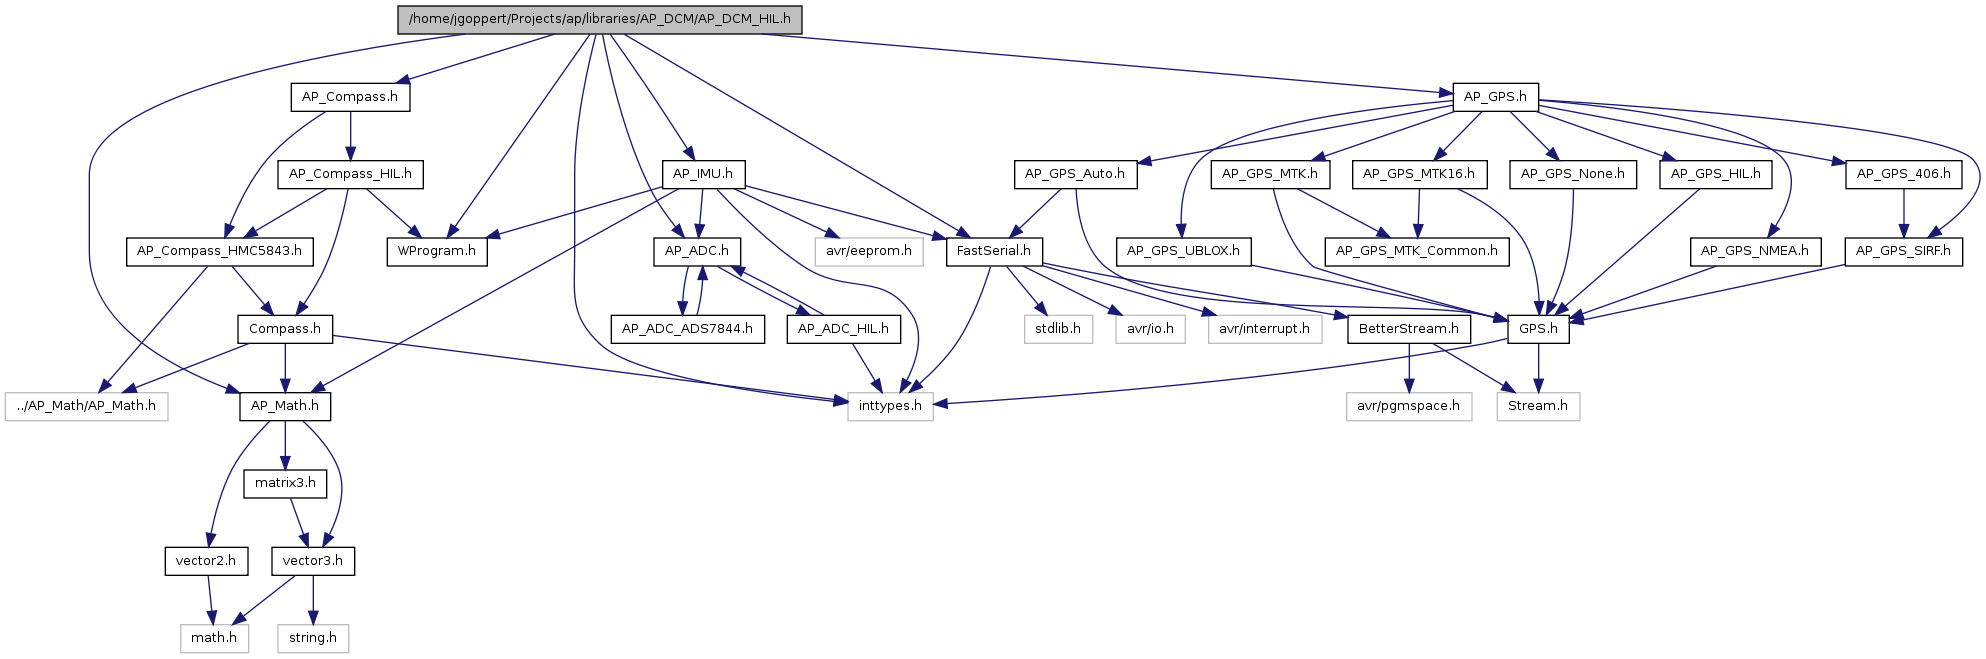 /home/jgoppert/Projects/ap/libraries/AP_DCM/AP_DCM_HIL.h
AP_Compass.h
AP_GPS.h
AP_Compass_HIL.h
AP_IMU.h
AP_GPS_Auto.h
AP_GPS_MTK.h
AP_GPS_MTK16.h
AP_GPS_None.h
AP_GPS_HIL.h
AP_GPS_406.h
AP_Compass_HMC5843.h
WProgram.h
AP_ADC.h
avr/eeprom.h
FastSerial.h
AP_GPS_UBLOX.h
AP_GPS_MTK_Common.h
AP_GPS_NMEA.h
AP_GPS_SIRF.h
Compass.h
AP_ADC_ADS7844.h
AP_ADC_HIL.h
stdlib.h
avr/io.h
avr/interrupt.h
BetterStream.h
GPS.h
../AP_Math/AP_Math.h
AP_Math.h
inttypes.h
avr/pgmspace.h
Stream.h
matrix3.h
vector2.h
vector3.h
math.h
string.h